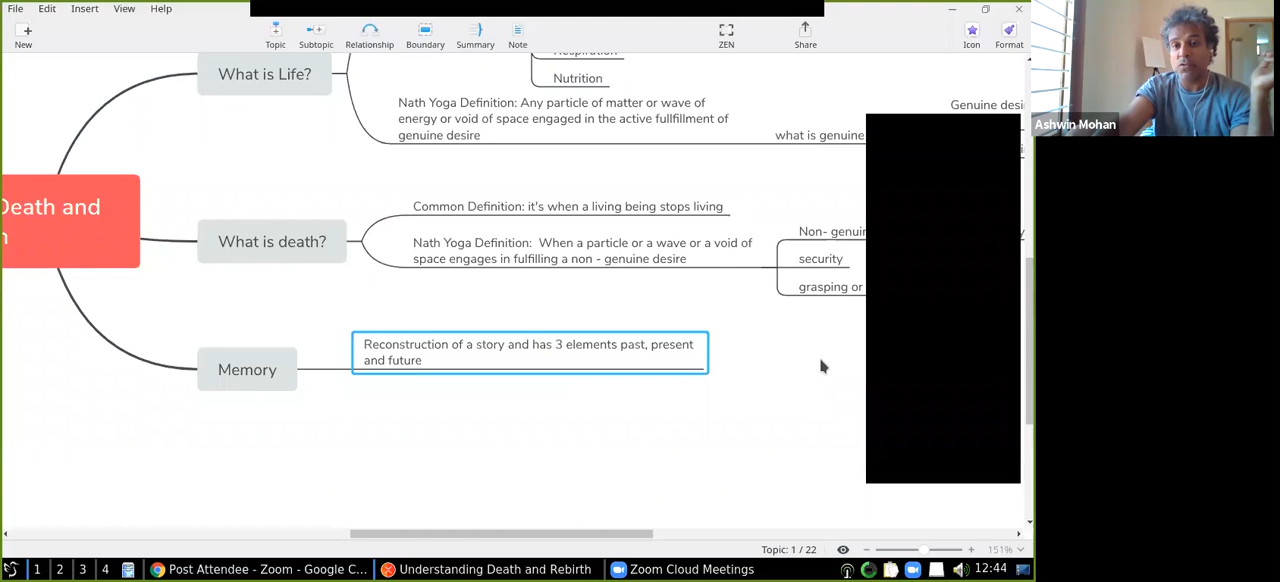 File Edit Insert View Help
New
Topic Subtopic Relationship Boundary Summary Note ZEN Share Icon Format
Respiration
What is Life?
Nutrition
Nath Yoga Definition: Any particle of matter or wave of
energy or void of space engaged in the active fullfillment of
genuine desire
what is genuine
Genuine desi
Ashwin Mohan
Death and
n
What is death?
Common Definition: it's when a living being stops living
Nath Yoga Definition: When a particle or a wave or a void of
space engages in fulfilling a non - genuine desire
Non- genuin
security
grasping or
Memory
Reconstruction of a story and has 3 elements past, present
and future
Topic: 1 / 22
151%
1 2 3 4 Post Attendee - Zoom - Google C... Understanding Death and Rebirth Zoom Cloud Meetings 12:44